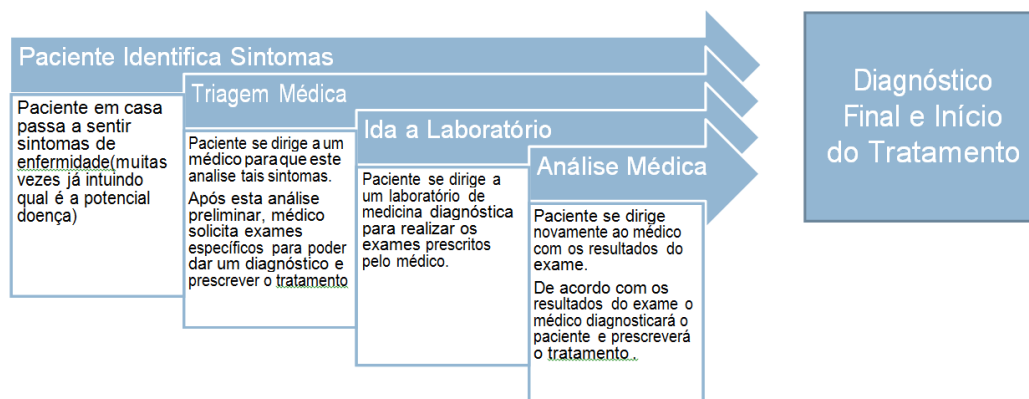 Paciente Identifica Sintomas
Paciente em casa
passa a sentir
sintomas de
enfermidade(muitas
vezes já intuindo
qual é a potencial
doença)
Triagem Médica
Paciente se dirige a um
médico para que este
analise tais sintomas.
Após esta análise
preliminar, médico
solicita exames
específicos para poder
dar um diagnóstico e
prescrever o tratamento
Ida a Laboratório
Paciente se dirige a
um laboratório de
medicina diagnóstica
para realizar os
exames prescritos
pelo médico.
Análise Médica
Paciente se dirige
novamente ao médico
com os resultados do
exame.
De acordo com os
resultados do exame o
médico diagnosticará o
paciente e prescreverá
o tratamento .
Diagnóstico
Final e Início
do Tratamento